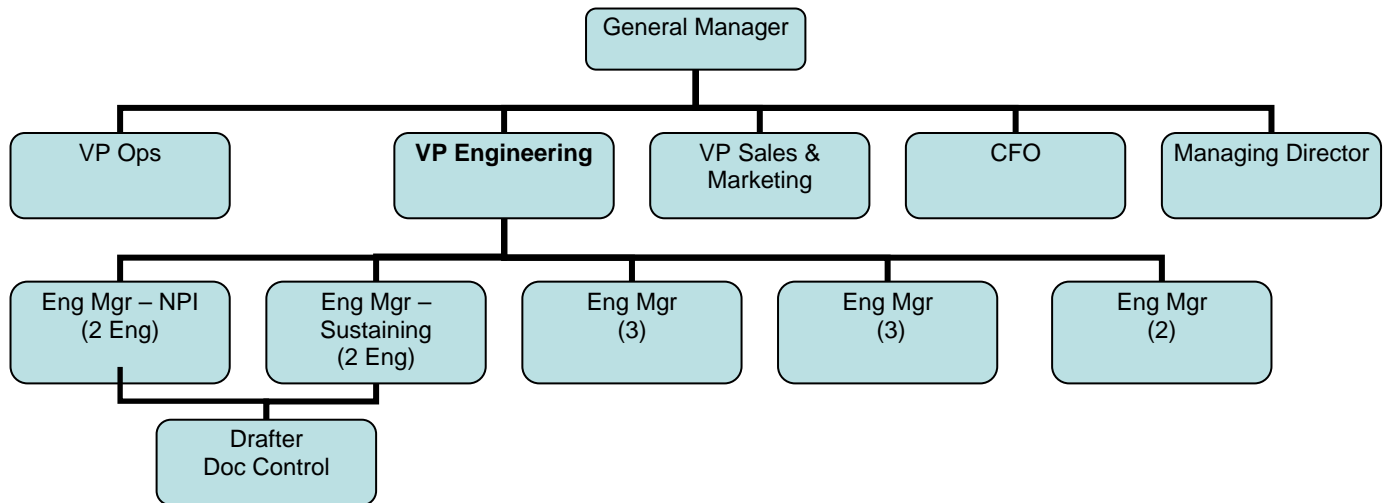 General Manager
VP Ops
VP Engineering
VP Sales &
Marketing
CFO
Managing Director
Eng Mgr – NPI
(2 Eng)
Eng Mgr –
Sustaining
(2 Eng)
Eng Mgr
(3)
Eng Mgr
(3)
Eng Mgr
(2)
Drafter
Doc Control